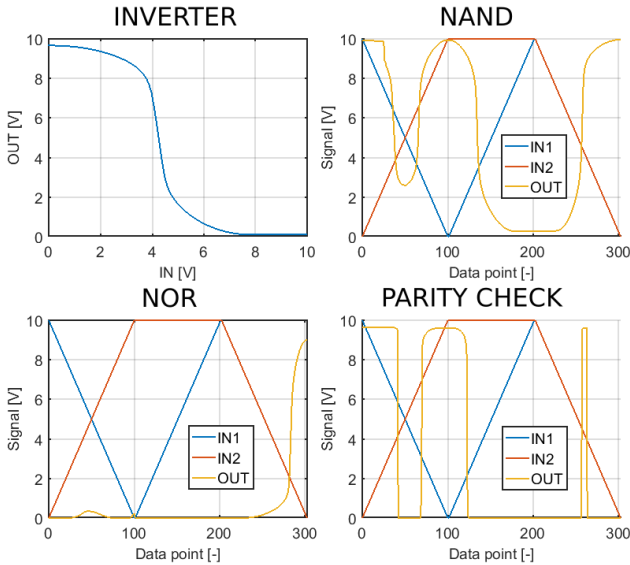 INVERTER
10
8
6
4
2
0
OUT [V]
0 2 4 6 8 10
IN [V]
NAND
10
8
6
4
2
0
Signal [V]
IN1
IN2
OUT
0 100 200 300
Data point [-]
NOR
10
8
6
4
2
0
Signal [V]
IN1
IN2
OUT
0 100 200 300
Data point [-]
PARITY CHECK
10
8
6
4
2
0
Signal [V]
IN1
IN2
OUT
0 100 200 300
Data point [-]